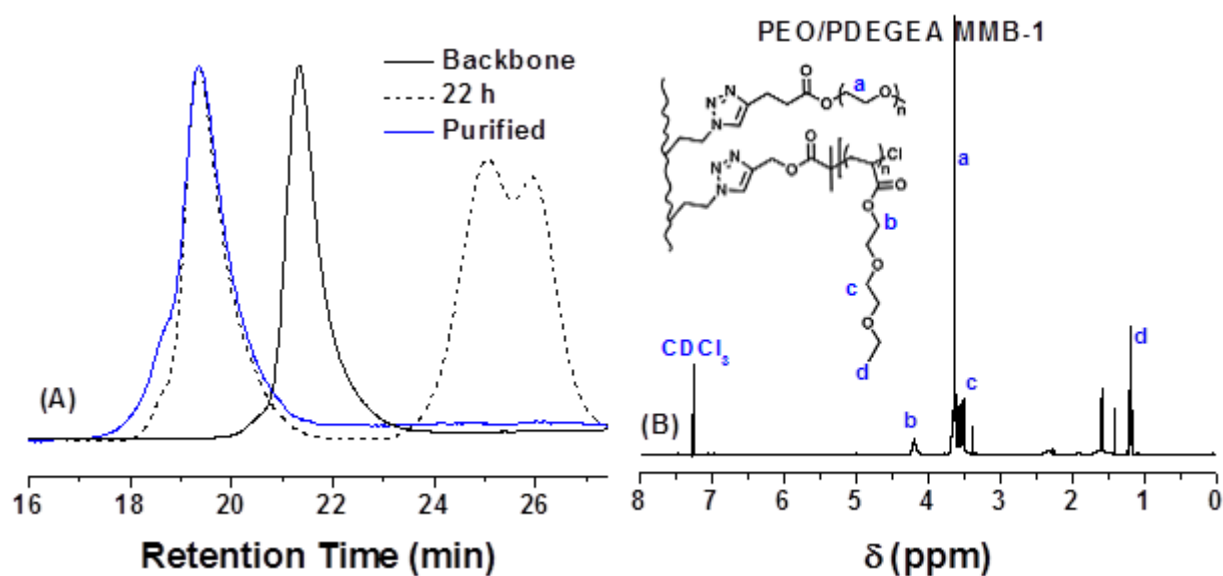 Backbone
22 h
Purified
(A)
16 18 20 22 24 26
Retention Time (min)
PEO/PDEGEA MMB-1
a
O
O
O
n
N
N
N
a
O
Cl
n
N
N
N
O
O
O
b
O
c
O
d
CDCl3
b
c
d
(B)
8 7 6 5 4 3 2 1 0
δ (ppm)